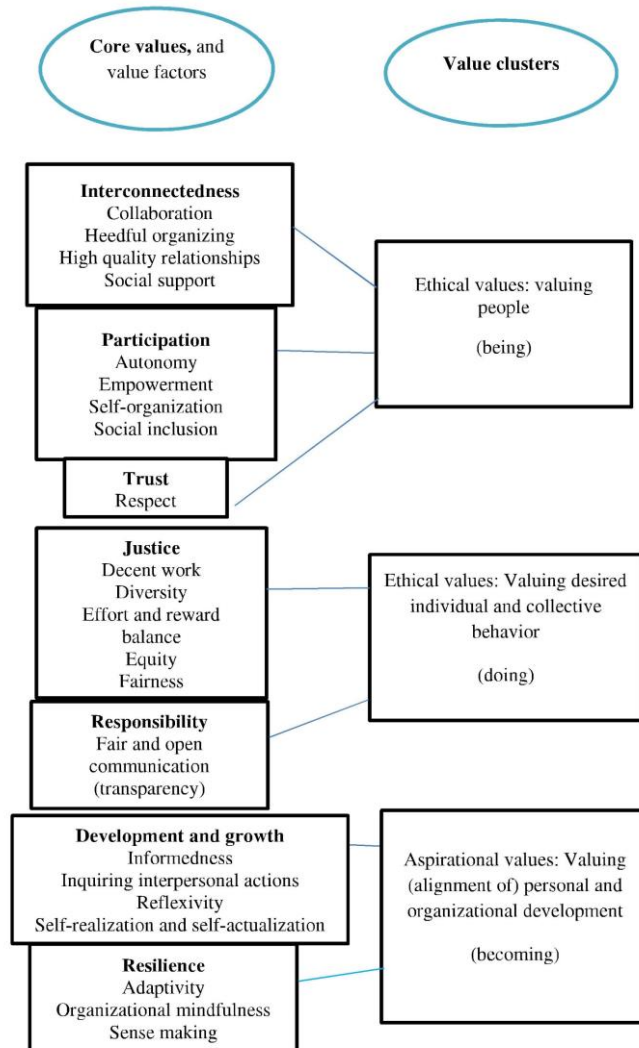 Core values, and
value factors
Value clusters
Interconnectedness
Collaboration
Heedful organizing
High quality relationships
Social support
Participation
Autonomy
Empowerment
Self-organization
Social inclusion
Trust
Respect
Ethical values: valuing
people
(being)
Justice
Decent work
Diversity
Effort and reward
balance
Equity
Fairness
Responsibility
Fair and open
communication
(transparency)
Ethical values: Valuing desired
individual and collective
behavior
(doing)
Development and growth
Informedness
Inquiring interpersonal actions
Reflexivity
Self-realization and self-actualization
Resilience
Adaptivity
Organizational mindfulness
Sense making
Aspirational values: Valuing
(alignment of) personal and
organizational development
(becoming)